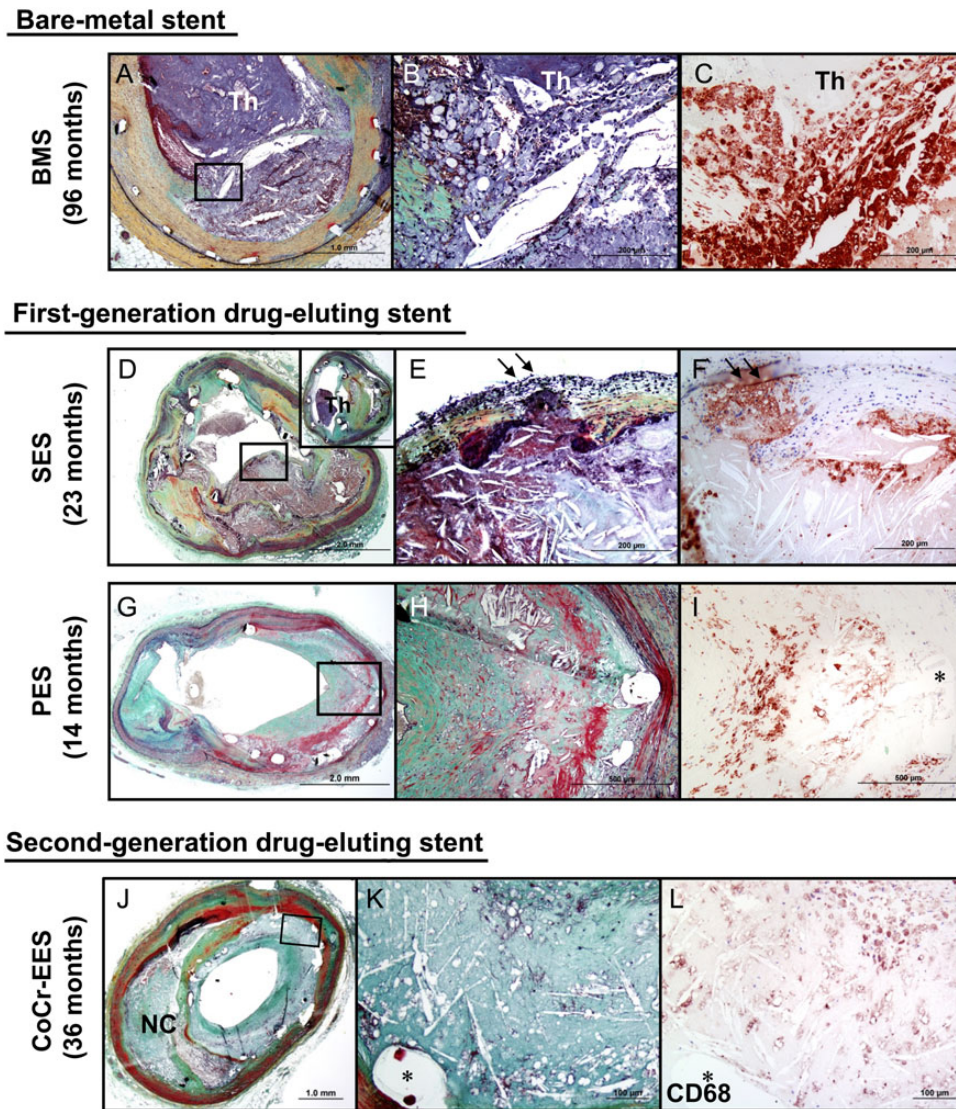 Bare-metal stent
BMS
(96 months)
A
Th
1.0 mm
B
Th
200 µm
C
Th
200 µm
First-generation drug-eluting stent
SES
(23 months)
D
Th
2.0 mm
E
200 µm
F
200 µm
PES
(14 months)
G
2.0 mm
H
500 µm
I
*
500 µm
Second-generation drug-eluting stent
CoCr-EES
(36 months)
J
NC
1.0 mm
K
*
100 µm
L
*
CD68
100 µm